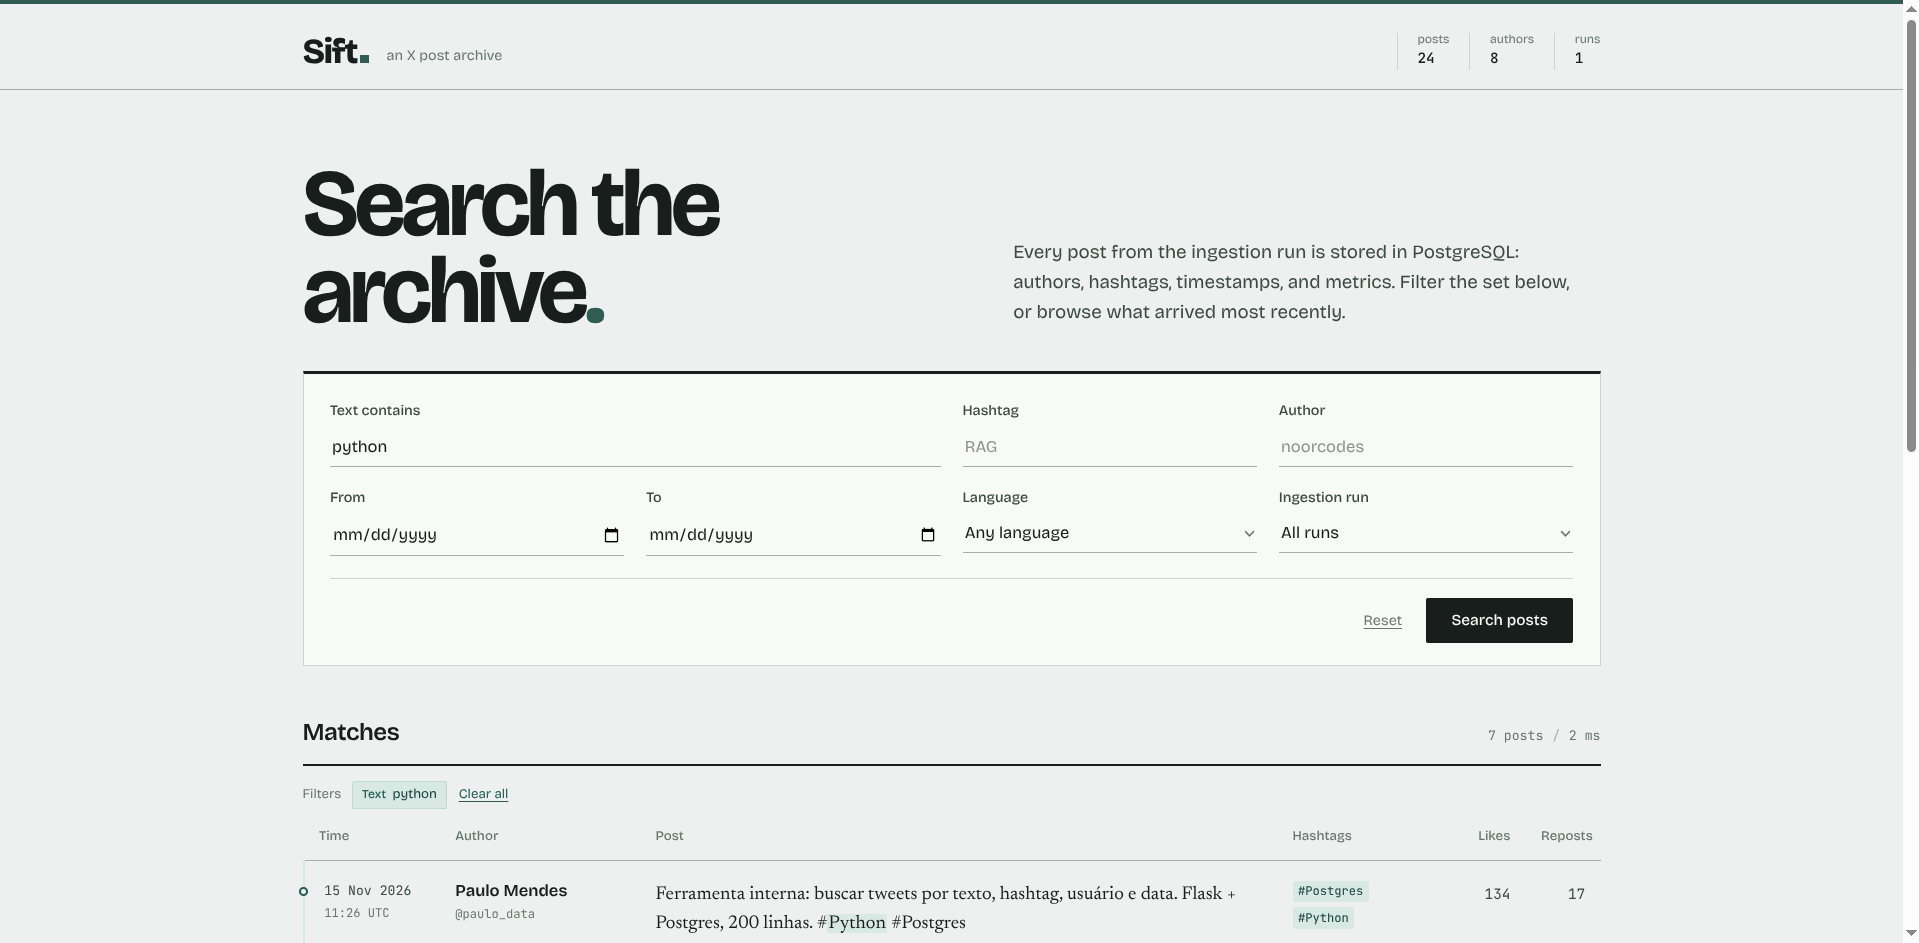 Sift.
an X post archive
posts
24
authors
8
runs
1
Search the
archive.
Every post from the ingestion run is stored in PostgreSQL:
authors, hashtags, timestamps, and metrics. Filter the set below,
or browse what arrived most recently.
Text contains
python
Hashtag
RAG
Author
noorcodes
From
mm/dd/yyyy
To
mm/dd/yyyy
Language
Any language
Ingestion run
All runs
Reset
Search posts
Matches
7 posts / 2 ms
Filters
Text python
Clear all
Time
Author
Post
Hashtags
Likes
Reposts
15 Nov 2026
11:26 UTC
Paulo Mendes
@paulo_data
Ferramenta interna: buscar tweets por texto, hashtag, usuário e data. Flask +
Postgres, 200 linhas. #Python #Postgres
#Postgres
#Python
134
17